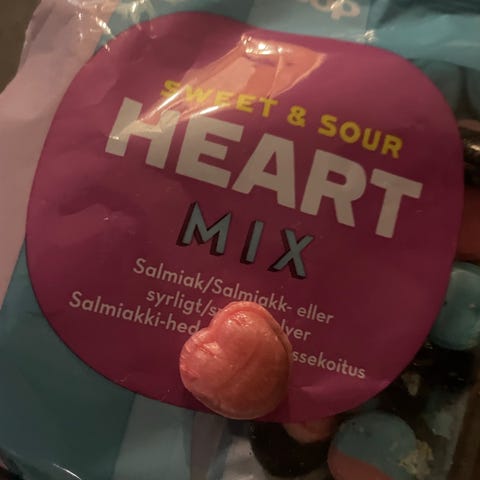 SWEET & SOUR
HEART
MIX
Salmiak/Salmiakk- eller
syrligt/
Salmiakki-